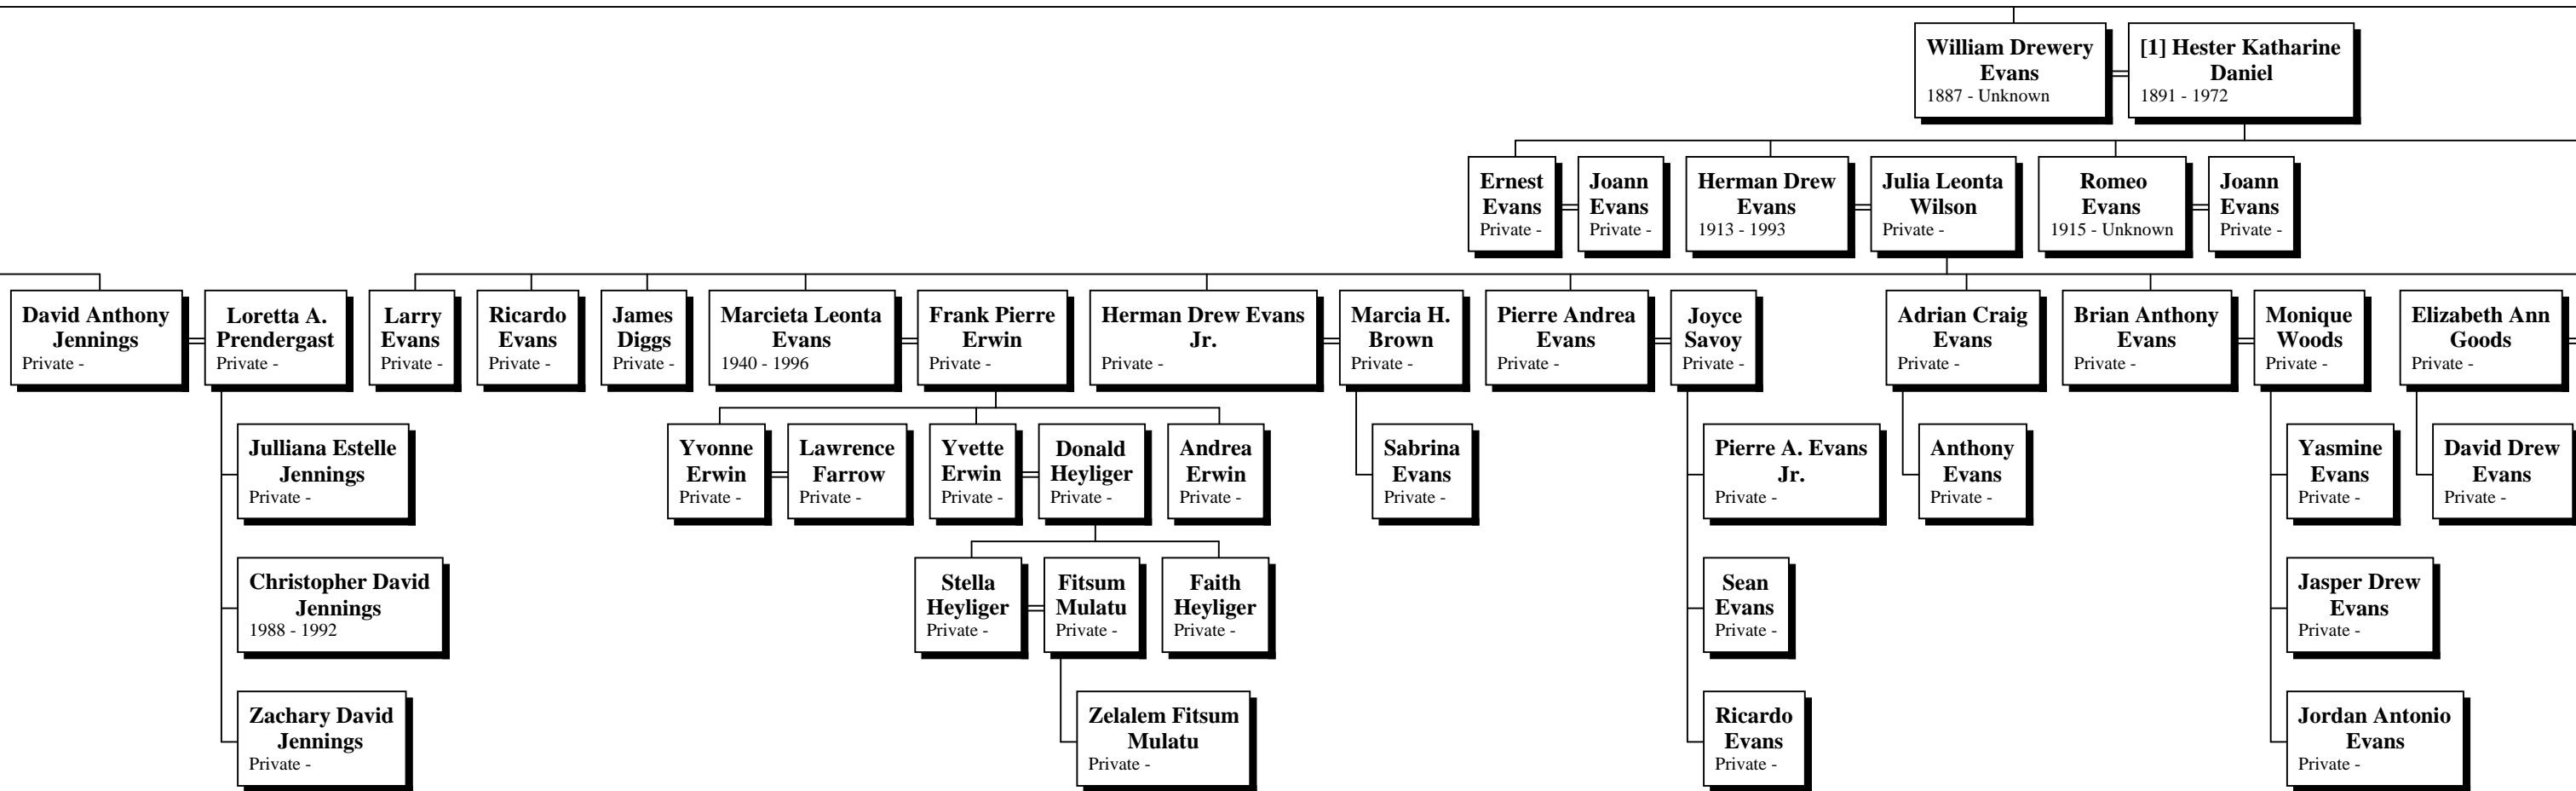 William Drewery
Evans
1887 - Unknown
[1] Hester Katharine
Daniel
1891 - 1972
Ernest
Evans
Private -
Joann
Evans
Private -
Herman Drew
Evans
1913 - 1993
Julia Leonta
Wilson
Private -
Romeo
Evans
1915 - Unknown
Joann
Evans
Private -
David Anthony
Jennings
Private -
Loretta A.
Prendergast
Private -
Larry
Evans
Private -
Ricardo
Evans
Private -
James
Diggs
Private -
Marcieta Leonta
Evans
1940 - 1996
Frank Pierre
Erwin
Private -
Herman Drew Evans
Jr.
Private -
Marcia H.
Brown
Private -
Pierre Andrea
Evans
Private -
Joyce
Savoy
Private -
Adrian Craig
Evans
Private -
Brian Anthony
Evans
Private -
Monique
Woods
Private -
Elizabeth Ann
Goods
Private -
Julliana Estelle
Jennings
Private -
Yvonne
Erwin
Private -
Lawrence
Farrow
Private -
Yvette
Erwin
Private -
Donald
Heyliger
Private -
Andrea
Erwin
Private -
Sabrina
Evans
Private -
Pierre A. Evans
Jr.
Private -
Anthony
Evans
Private -
Yasmine
Evans
Private -
David Drew
Evans
Private -
Christopher David
Jennings
1988 - 1992
Stella
Heyliger
Private -
Fitsum
Mulatu
Private -
Faith
Heyliger
Private -
Sean
Evans
Private -
Jasper Drew
Evans
Private -
Zachary David
Jennings
Private -
Zelalem Fitsum
Mulatu
Private -
Ricardo
Evans
Private -
Jordan Antonio
Evans
Private -